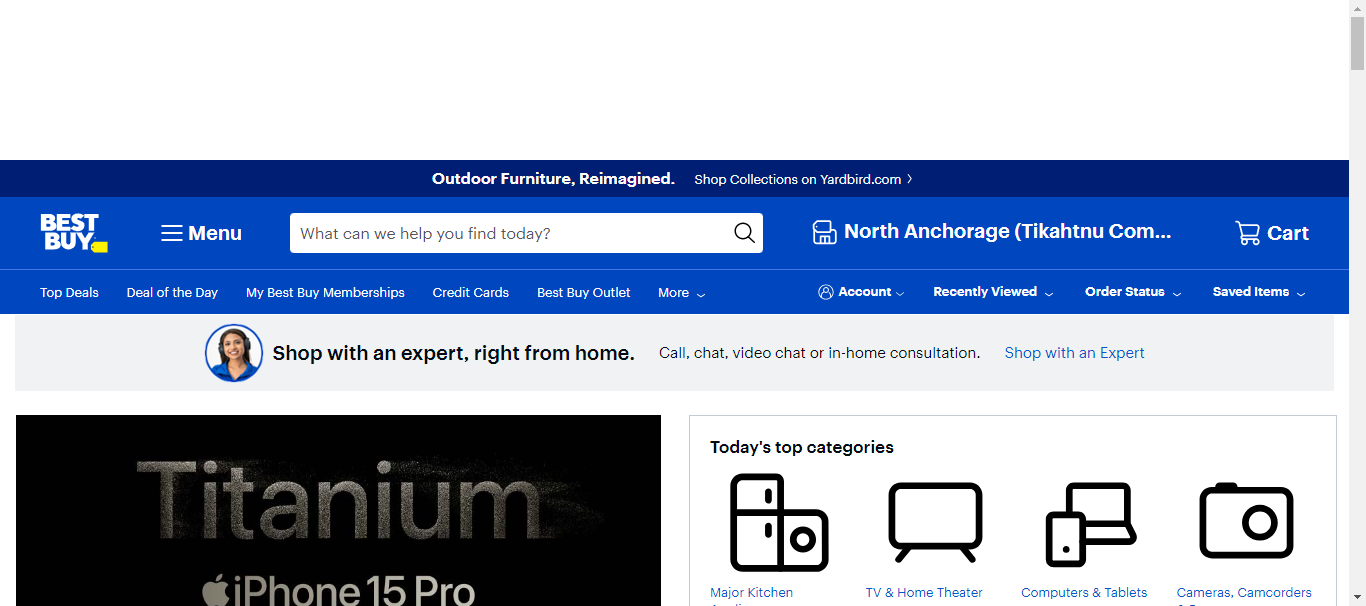 Outdoor Furniture, Reimagined. Shop Collections on Yardbird.com
BEST
BUY
Menu
What can we help you find today?
North Anchorage (Tikahtnu Com...
Cart
Top Deals
Deal of the Day
My Best Buy Memberships
Credit Cards
Best Buy Outlet
More
Account
Recently Viewed
Order Status
Saved Items
Shop with an expert, right from home. Call, chat, video chat or in-home consultation. Shop with an Expert
Titanium
iPhone 15 Pro
Today's top categories
Major Kitchen
TV & Home Theater
Computers & Tablets
Cameras, Camcorders